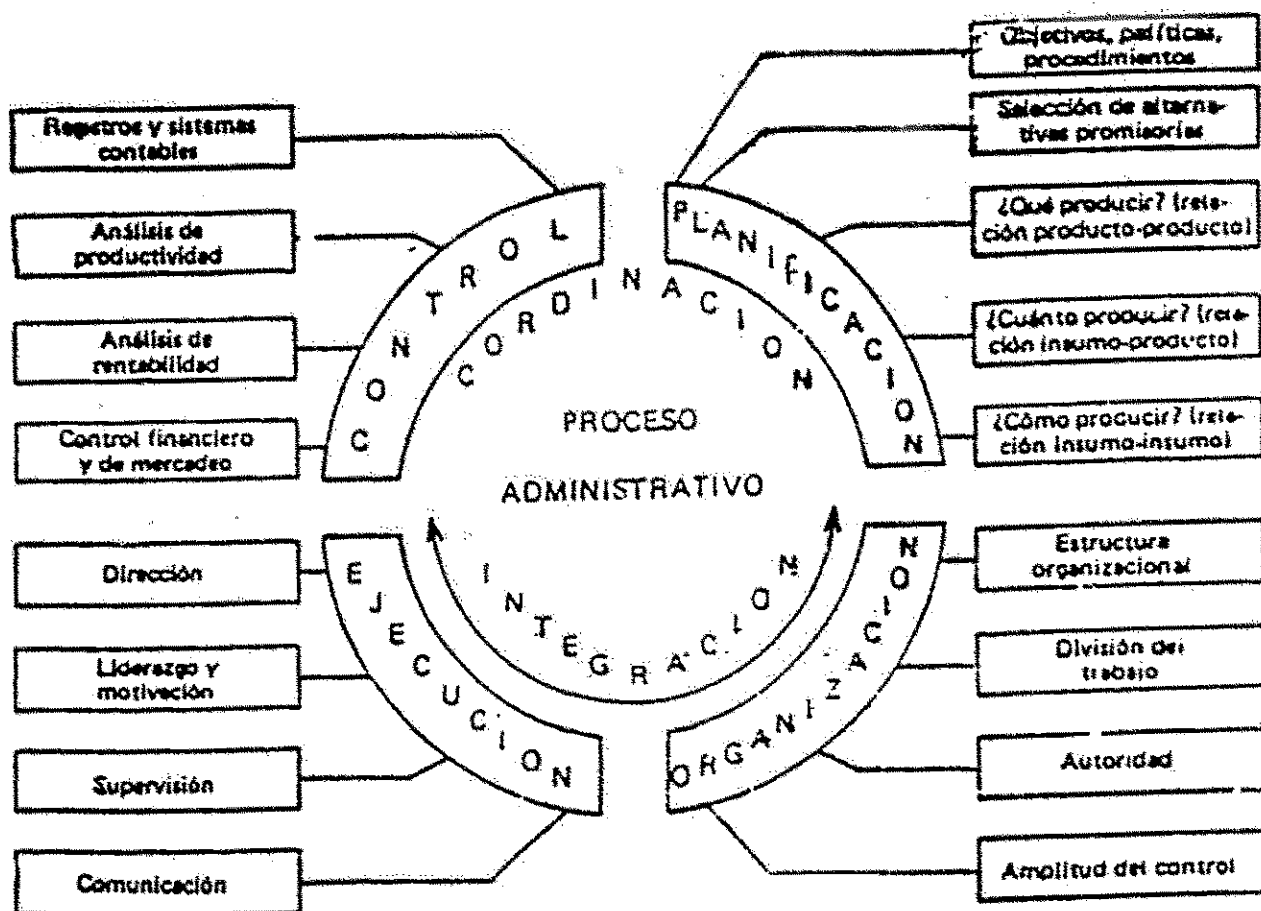 Registros y sistemas
contables
Análisis de
productividad
Análisis de
rentabilidad
Control financiero
y de mercadeo
Dirección
Liderazgo y
motivación
Supervisión
Comunicación
CONTROL
CORDINACION
PLANIFICACION
PROCESO
ADMINISTRATIVO
INTEGRACION
EJECUCION
ORGANIZACION
Objetivos, políticas,
procedimientos
Selección de alterna-
tivas promisorías
¿Qué producir? (rela-
ción producto-producto)
¿Cuánto producir? (rela-
ción insumo-producto)
¿Cómo producir? (rela-
ción insumo-insumo)
Estructura
organizacional
División del
trabajo
Autoridad
Amplitud del control